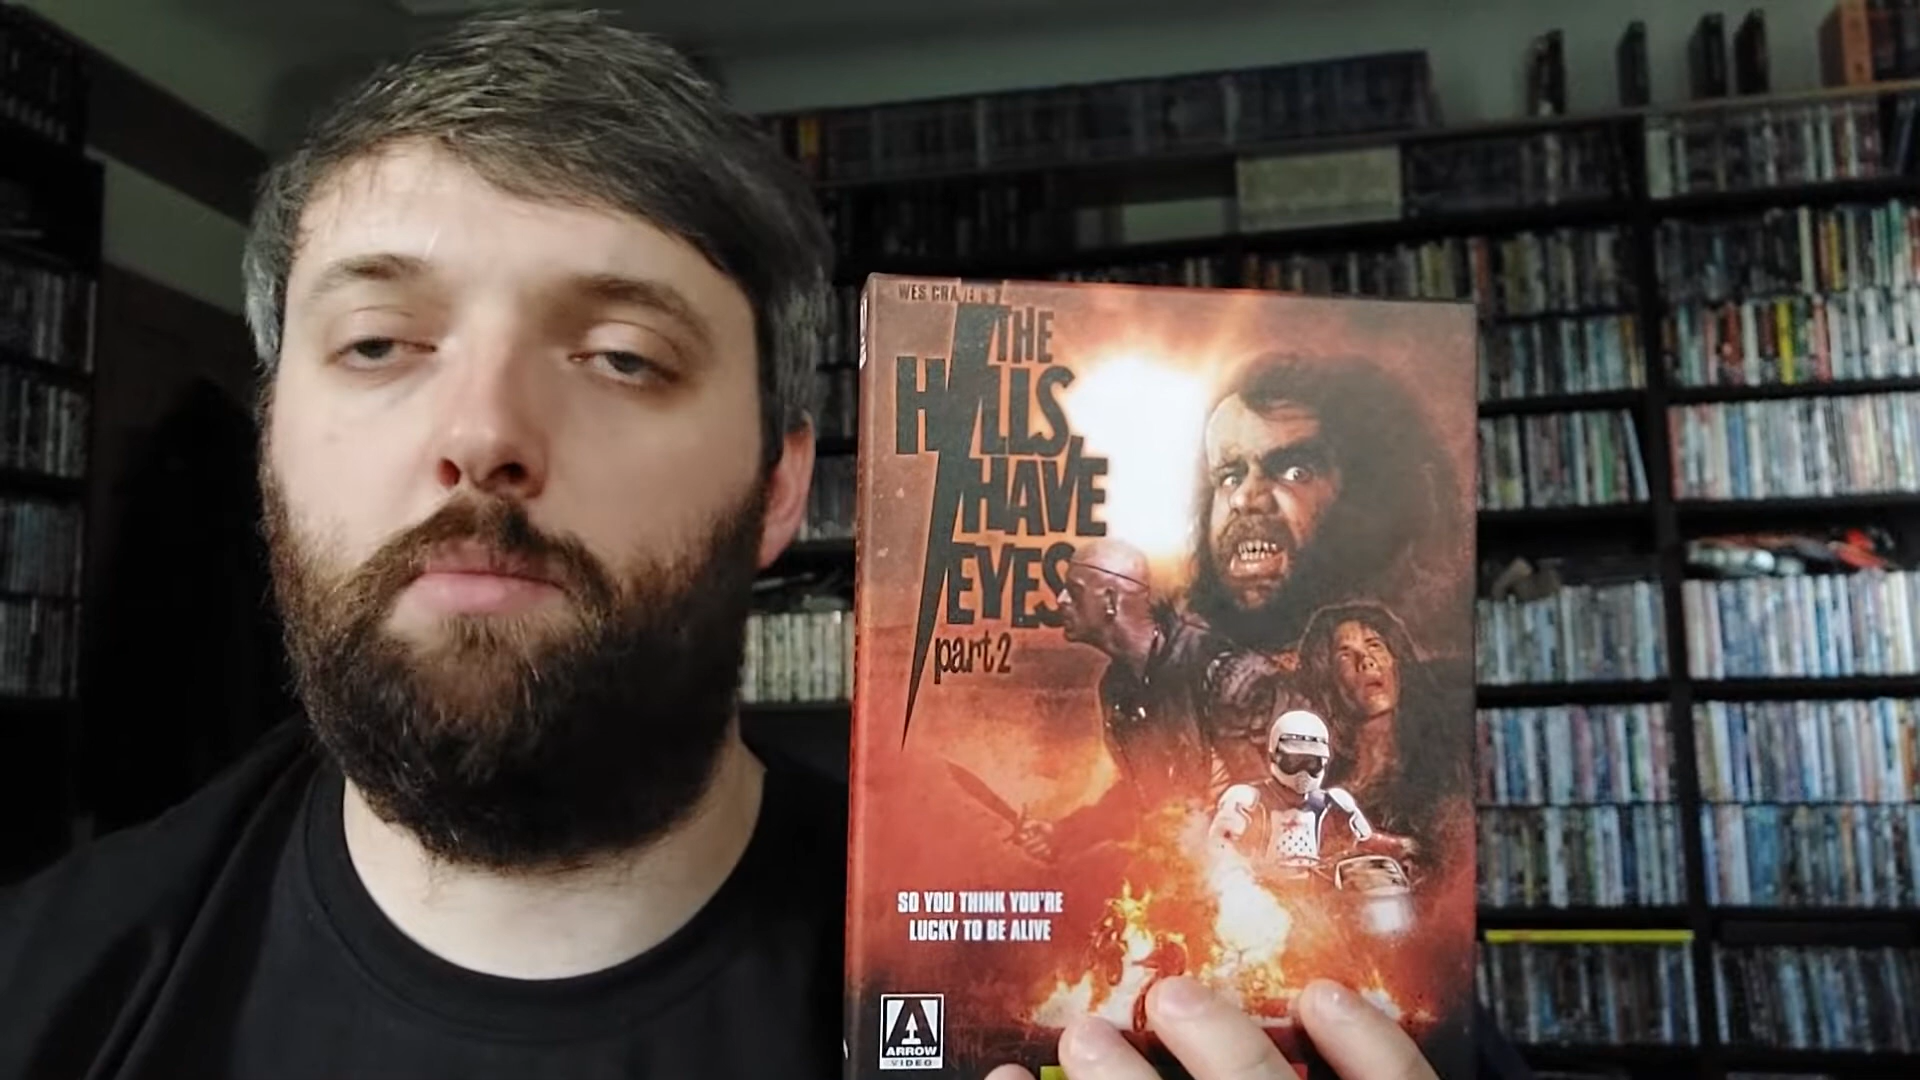 WES CRAVEN'S
THE
HILLS
HAVE
EYES
part 2
SO YOU THINK YOU'RE
LUCKY TO BE ALIVE
ARROW
VIDEO